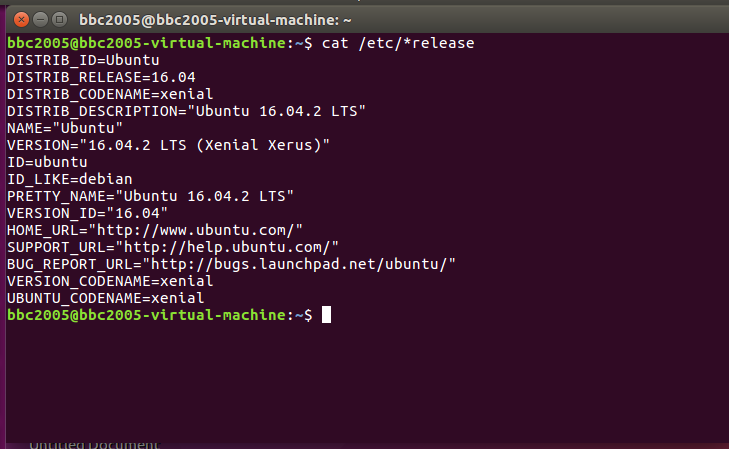 bbc2005@bbc2005-virtual-machine: ~
bbc2005@bbc2005-virtual-machine:~$ cat /etc/*release
DISTRIB_ID=Ubuntu
DISTRIB_RELEASE=16.04
DISTRIB_CODENAME=xenial
DISTRIB_DESCRIPTION="Ubuntu 16.04.2 LTS"
NAME="Ubuntu"
VERSION="16.04.2 LTS (Xenial Xerus)"
ID=ubuntu
ID_LIKE=debian
PRETTY_NAME="Ubuntu 16.04.2 LTS"
VERSION_ID="16.04"
HOME_URL="http://www.ubuntu.com/"
SUPPORT_URL="http://help.ubuntu.com/"
BUG_REPORT_URL="http://bugs.launchpad.net/ubuntu/"
VERSION_CODENAME=xenial
UBUNTU_CODENAME=xenial
bbc2005@bbc2005-virtual-machine:~$
Untitled Document